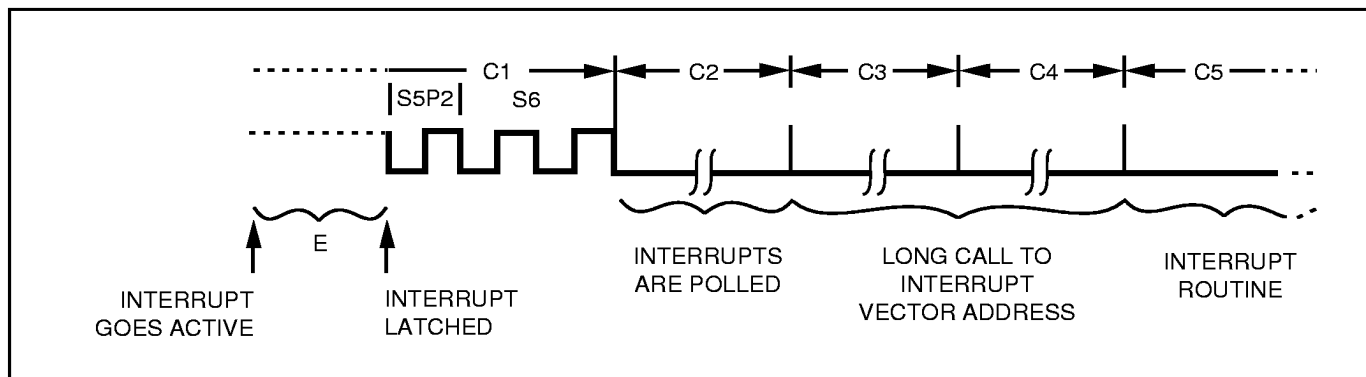 C1
C2
C3
C4
C5
S5P2
S6
E
INTERRUPT
GOES ACTIVE
INTERRUPT
LATCHED
INTERRUPTS
ARE POLLED
LONG CALL TO
INTERRUPT
VECTOR ADDRESS
INTERRUPT
ROUTINE